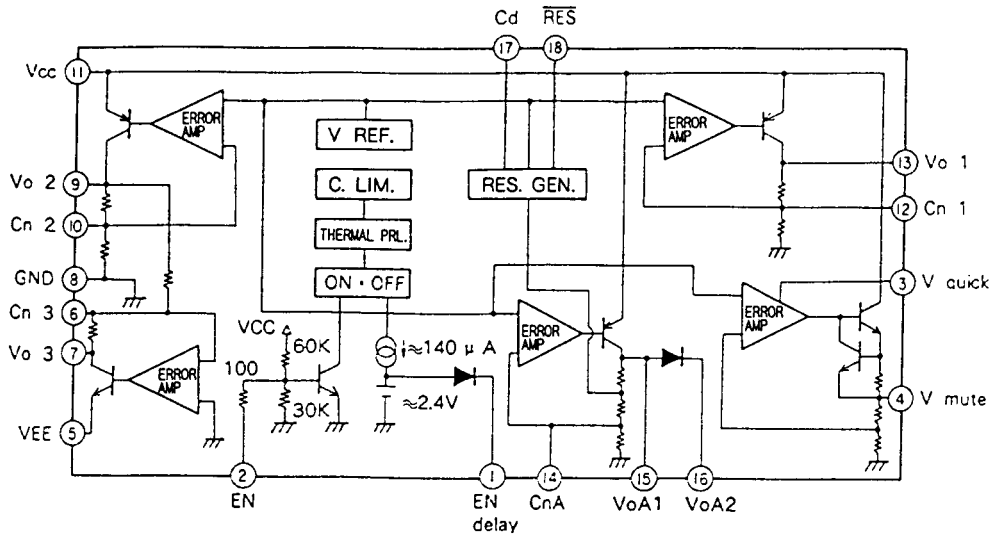 Cd
RES
17
18
Vcc
11
ERROR
AMP
V REF.
ERROR
AMP
13
Vo 1
Vo 2
9
C. LIM.
RES. GEN.
Cn 2
10
12
Cn 1
THERMAL PRL.
GND
8
ON · OFF
3
V quick
Cn 3
6
ERROR
AMP
ERROR
AMP
VCC
60K
≈140 μ A
Vo 3
7
ERROR
AMP
100
30K
≈2.4V
4
V mute
VEE
5
2
1
14
15
16
EN
EN
delay
CnA
VoA1
VoA2